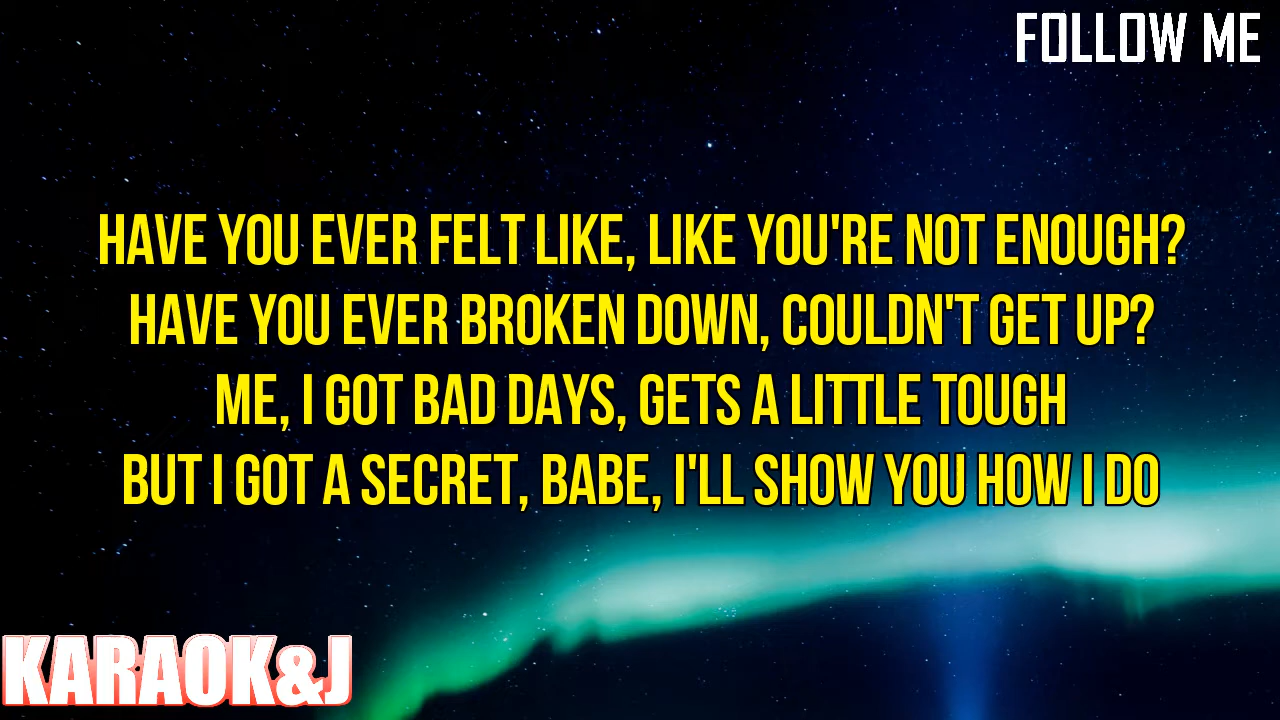 FOLLOW ME
HAVE YOU EVER FELT LIKE, LIKE YOU'RE NOT ENOUGH?
HAVE YOU EVER BROKEN DOWN, COULDN'T GET UP?
ME, I GOT BAD DAYS, GETS A LITTLE TOUGH
BUT I GOT A SECRET, BABE, I'LL SHOW YOU HOW I DO
KARAOK&J